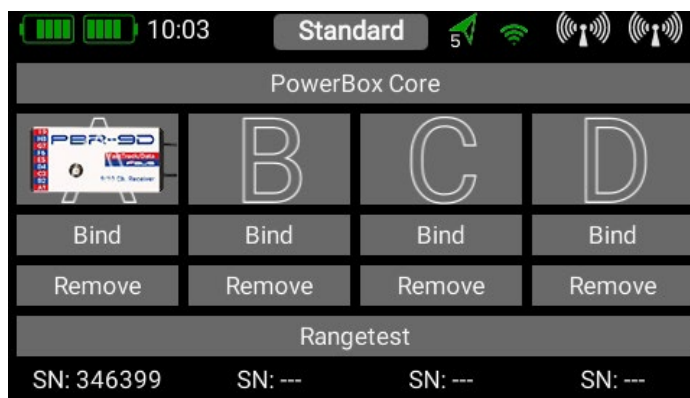 10:03 Standard 5
PowerBox Core
PBR-9D B C D
A
Bind Bind Bind Bind
Remove Remove Remove Remove
Rangetest
SN: 346399 SN: --- SN: --- SN: ---